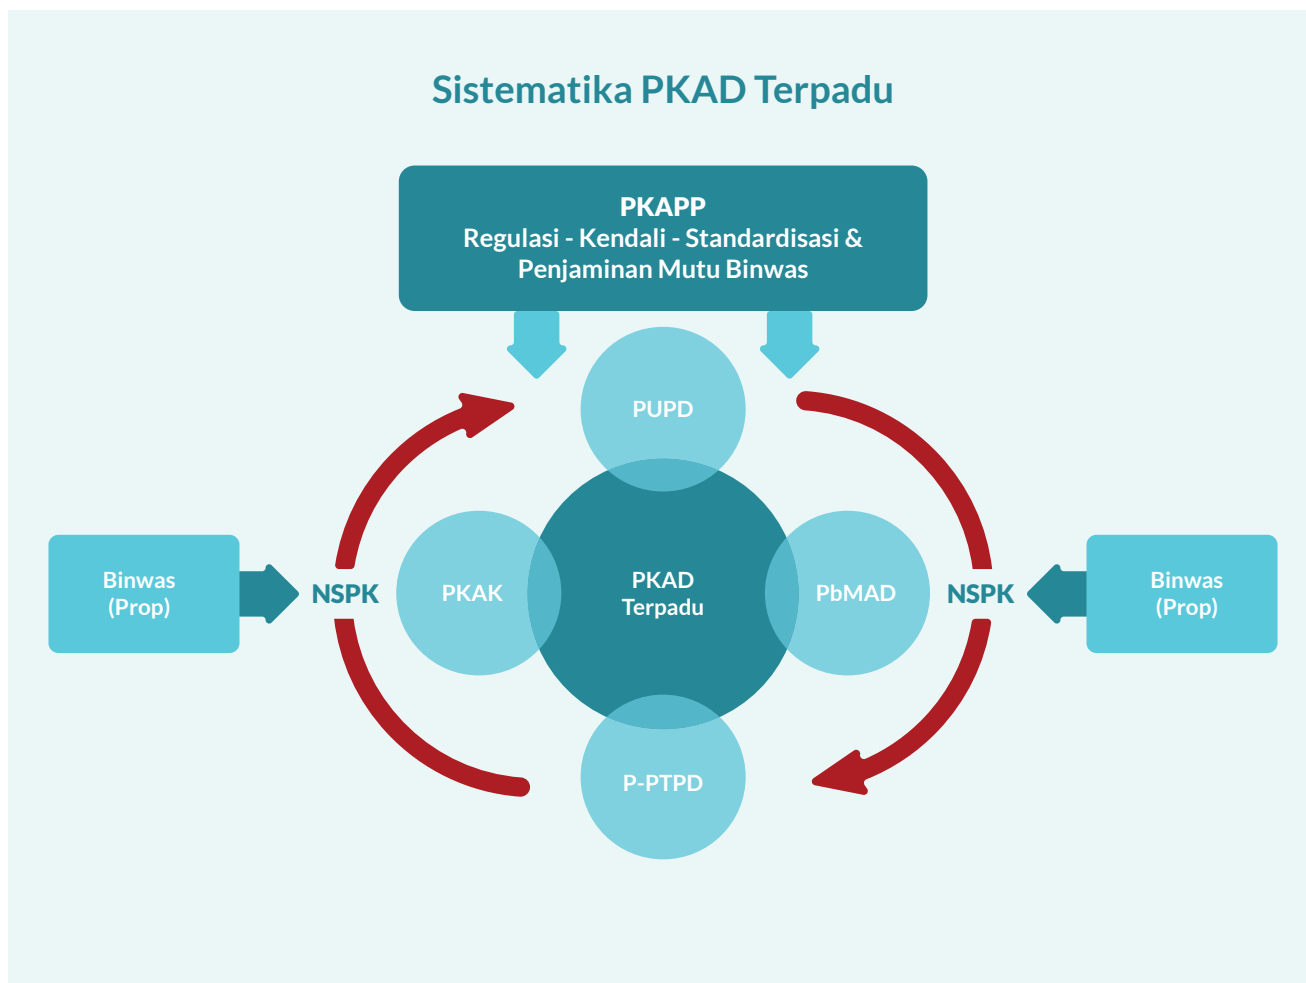 Sistematika PKAD Terpadu
PKAPP
Regulasi - Kendali - Standardisasi &
Penjaminan Mutu Binwas
PUPD
Binwas
(Prop)
NSPK
PKAK
PKAD
Terpadu
PbMAD
NSPK
Binwas
(Prop)
P-PTPD